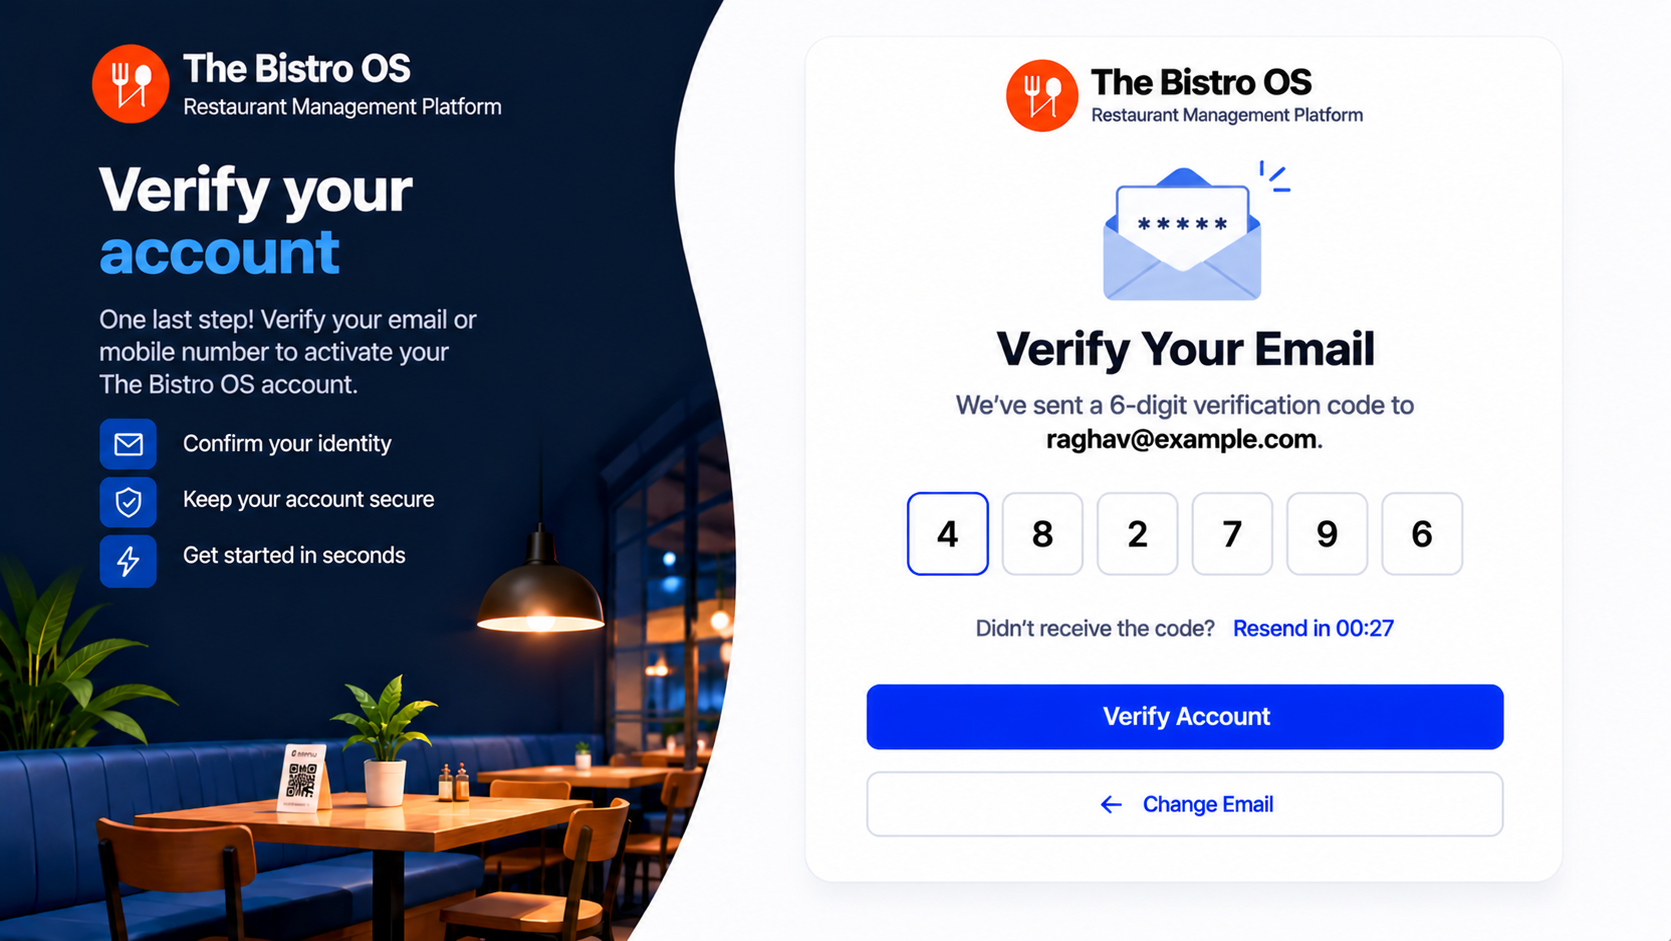 The Bistro OS
Restaurant Management Platform
Verify your
account
One last step! Verify your email or
mobile number to activate your
The Bistro OS account.
Confirm your identity
Keep your account secure
Get started in seconds
The Bistro OS
Restaurant Management Platform
*****
Verify Your Email
We’ve sent a 6-digit verification code to
raghav@example.com.
4 8 2 7 9 6
Didn’t receive the code? Resend in 00:27
Verify Account
← Change Email